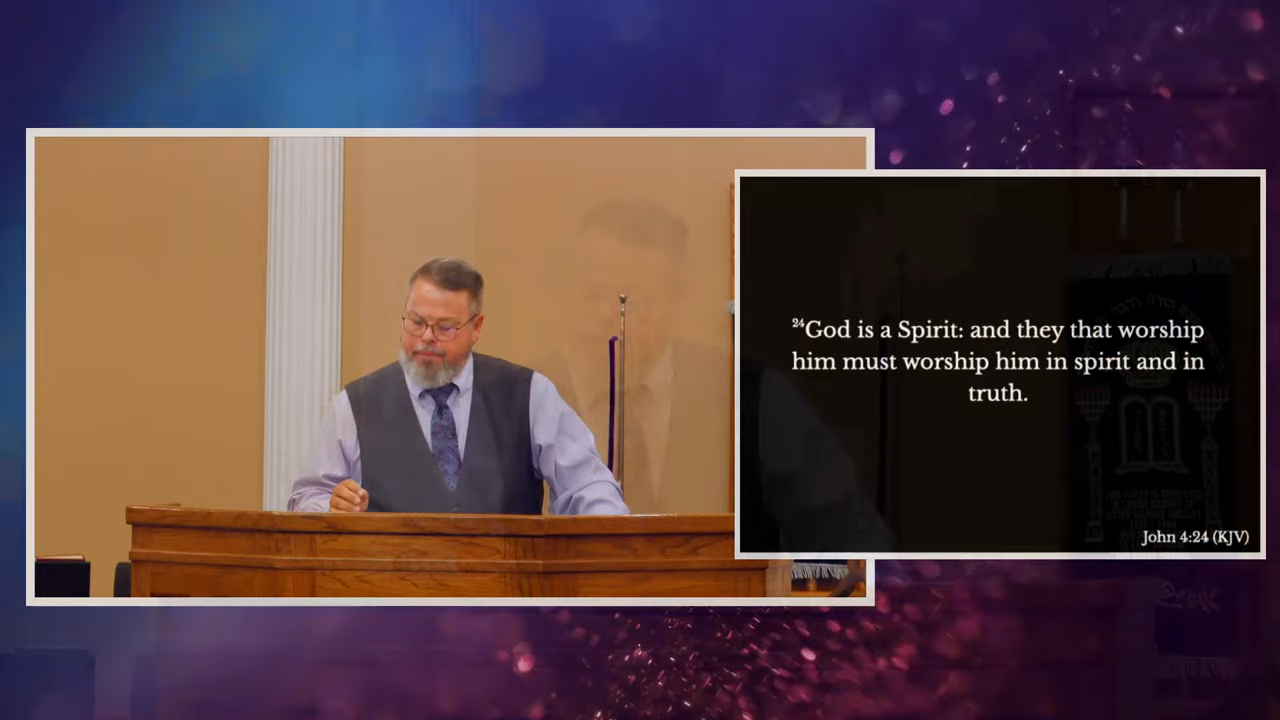 ²⁴God is a Spirit: and they that worship
him must worship him in spirit and in
truth.
John 4:24 (KJV)